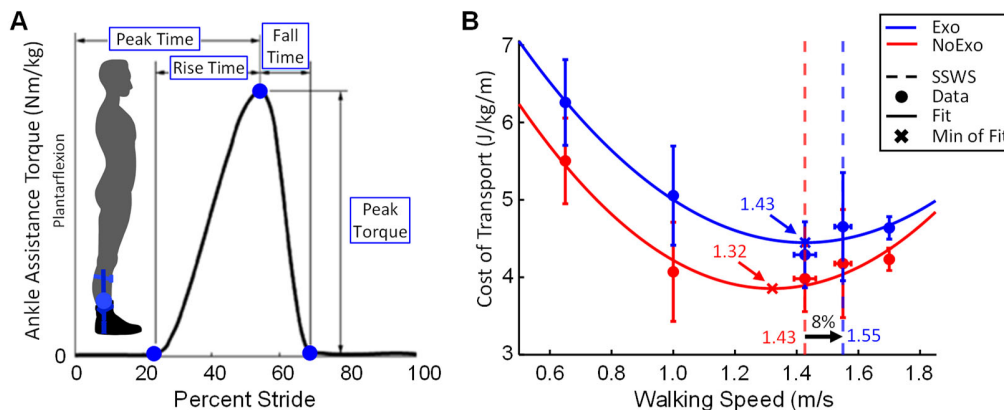 A
Peak Time
Fall
Time
Rise Time
Peak
Torque
Ankle Assistance Torque (Nm/kg)
Plantarflexion
0
0
20
40
60
80
100
Percent Stride
B
Exo
NoExo
SSWS
Data
Fit
Min of Fit
Cost of Transport (J/kg/m)
7
6
5
4
3
1.43
1.32
8%
1.43
1.55
0.6
0.8
1.0
1.2
1.4
1.6
1.8
Walking Speed (m/s